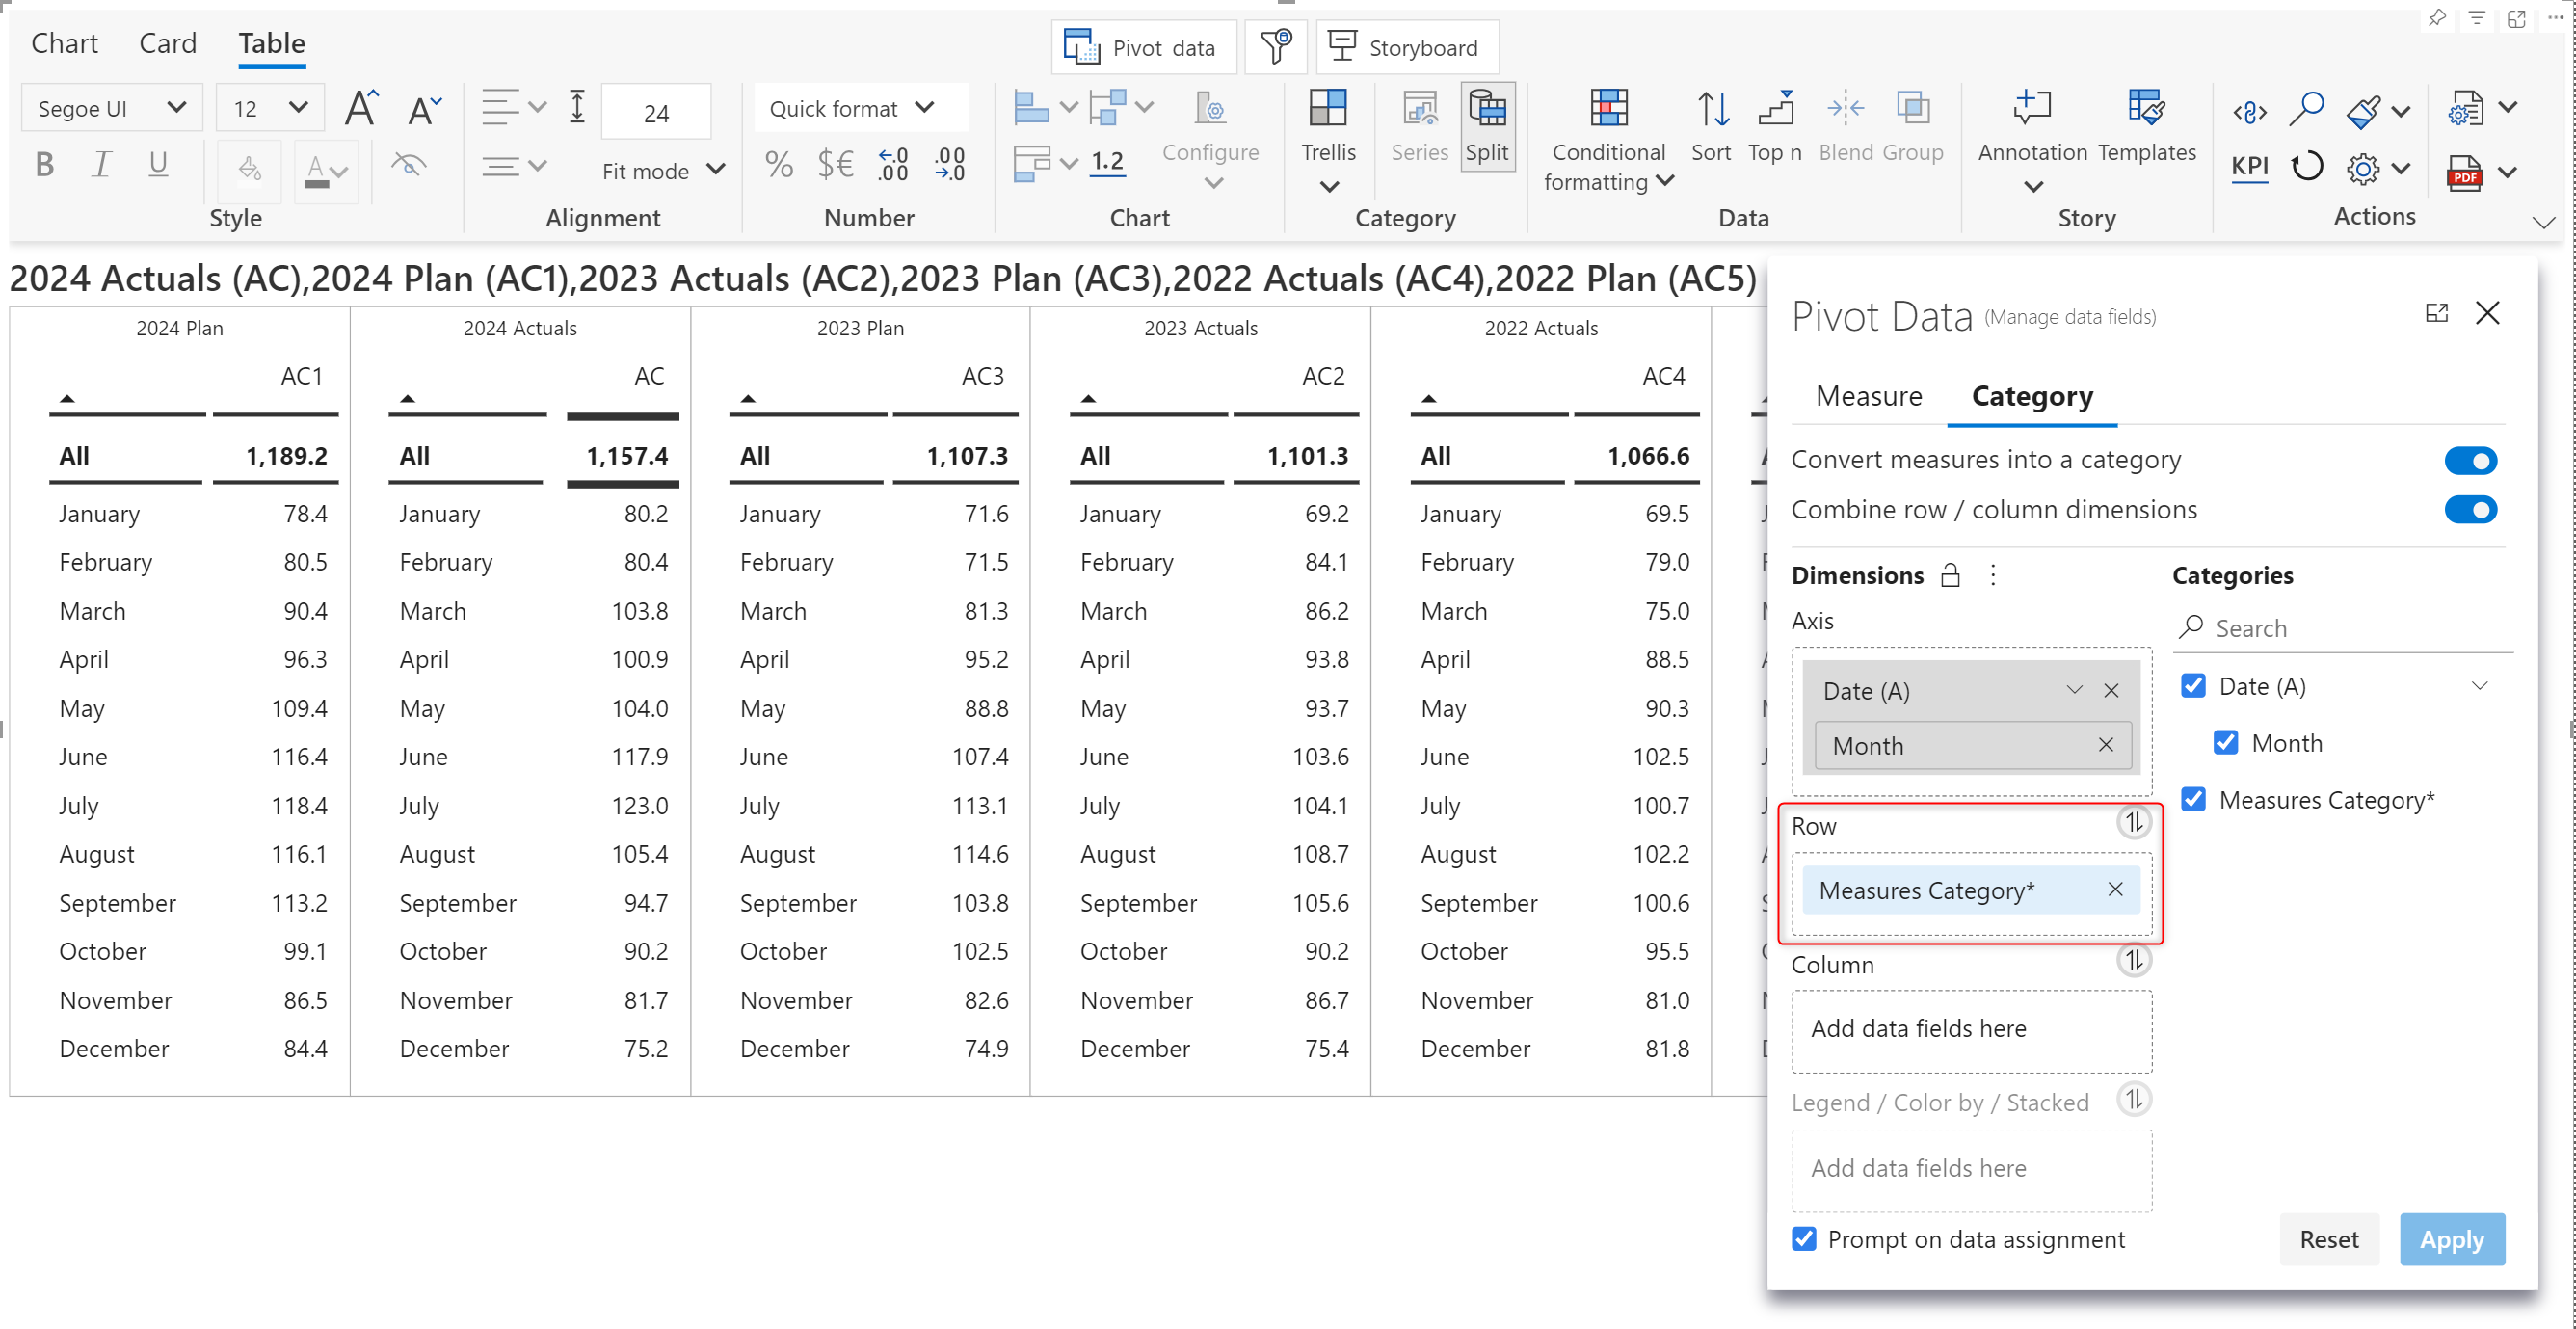 Chart Card Table
Pivot data Storyboard
Segoe UI 12 A A 24 Quick format
B I U A Fit mode % $€ .0 .00 .00 .0 1.2 Configure Trellis Series Split Conditional formatting Sort Top n Blend Group Annotation Templates KPI PDF
Style Alignment Number Chart Category Data Story Actions
2024 Actuals (AC),2024 Plan (AC1),2023 Actuals (AC2),2023 Plan (AC3),2022 Actuals (AC4),2022 Plan (AC5)
2024 Plan 2024 Actuals 2023 Plan 2023 Actuals 2022 Actuals
AC1 AC AC3 AC2 AC4
All 1,189.2 All 1,157.4 All 1,107.3 All 1,101.3 All 1,066.6
January 78.4 January 80.2 January 71.6 January 69.2 January 69.5
February 80.5 February 80.4 February 71.5 February 84.1 February 79.0
March 90.4 March 103.8 March 81.3 March 86.2 March 75.0
April 96.3 April 100.9 April 95.2 April 93.8 April 88.5
May 109.4 May 104.0 May 88.8 May 93.7 May 90.3
June 116.4 June 117.9 June 107.4 June 103.6 June 102.5
July 118.4 July 123.0 July 113.1 July 104.1 July 100.7
August 116.1 August 105.4 August 114.6 August 108.7 August 102.2
September 113.2 September 94.7 September 103.8 September 105.6 September 100.6
October 99.1 October 90.2 October 102.5 October 90.2 October 95.5
November 86.5 November 81.7 November 82.6 November 86.7 November 81.0
December 84.4 December 75.2 December 74.9 December 75.4 December 81.8
Pivot Data (Manage data fields)
Measure Category
Convert measures into a category
Combine row / column dimensions
Dimensions
Axis
Date (A)
Month
Row
Measures Category*
Column
Add data fields here
Legend / Color by / Stacked
Add data fields here
Categories
Search
Date (A)
Month
Measures Category*
Prompt on data assignment
Reset Apply